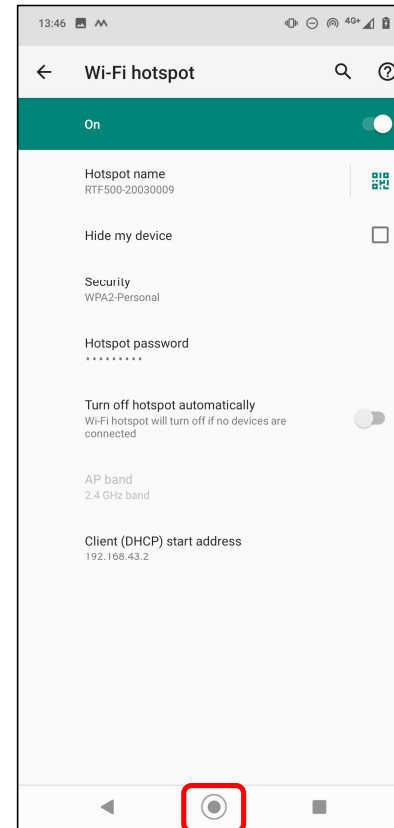 13:46 4G+
Wi-Fi hotspot
On
Hotspot name
RTF500-20030009
Hide my device
Security
WPA2-Personal
Hotspot password
•••••••••
Turn off hotspot automatically
Wi-Fi hotspot will turn off if no devices are
connected
AP band
2.4 GHz band
Client (DHCP) start address
192.168.43.2